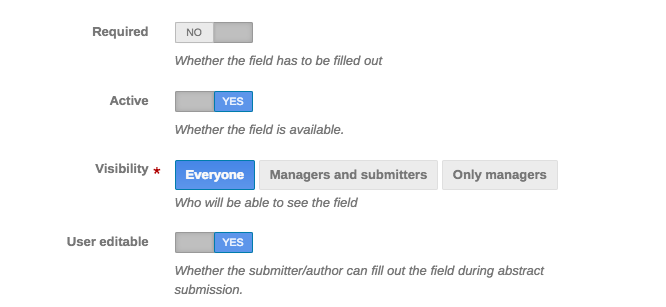 Required NO
Whether the field has to be filled out
Active YES
Whether the field is available.
Visibility * Everyone Managers and submitters Only managers
Who will be able to see the field
User editable YES
Whether the submitter/author can fill out the field during abstract
submission.